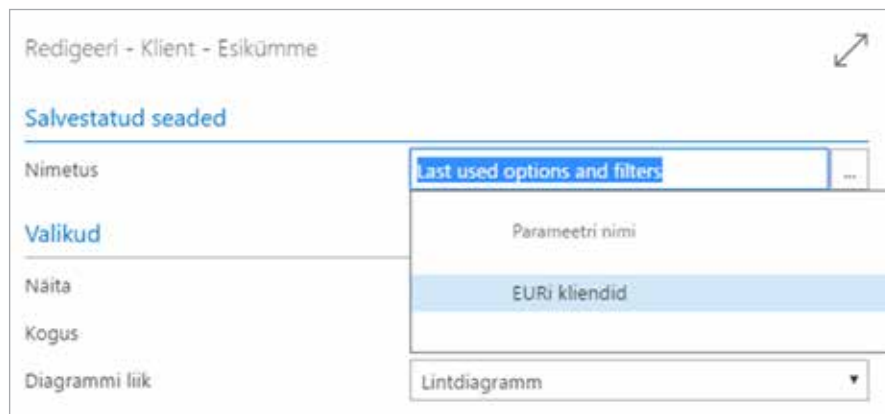 Redigeeri - Klient - Esikümme
Salvestatud seaded
Nimetus Last used options and filters ...
Parameetri nimi
Valikud
Näita
EURi kliendid
Kogus
Diagrammi liik Lintdiagramm